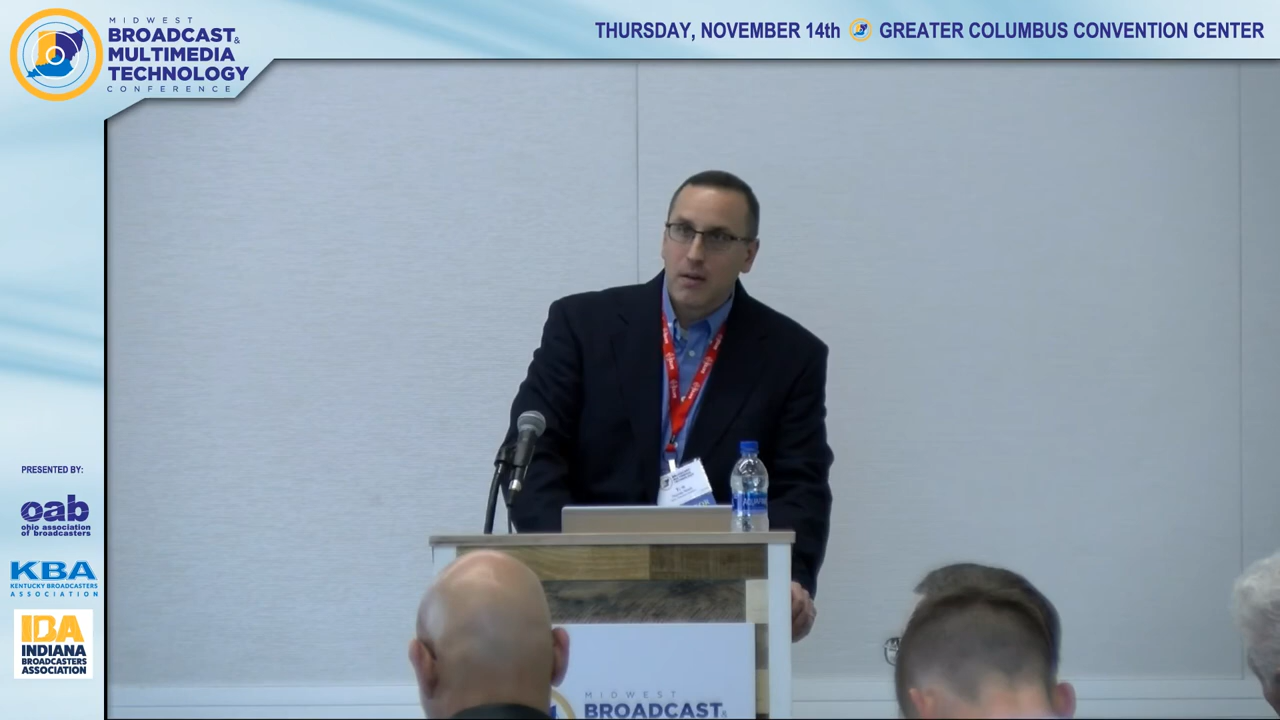 MIDWEST
BROADCAST&
MULTIMEDIA
TECHNOLOGY
CONFERENCE
THURSDAY, NOVEMBER 14th GREATER COLUMBUS CONVENTION CENTER
PRESENTED BY:
oab
ohio association
of broadcasters
KBA
KENTUCKY BROADCASTERS
ASSOCIATION
IBA
INDIANA
BROADCASTERS
ASSOCIATION
MIDWEST
BROADCAST&